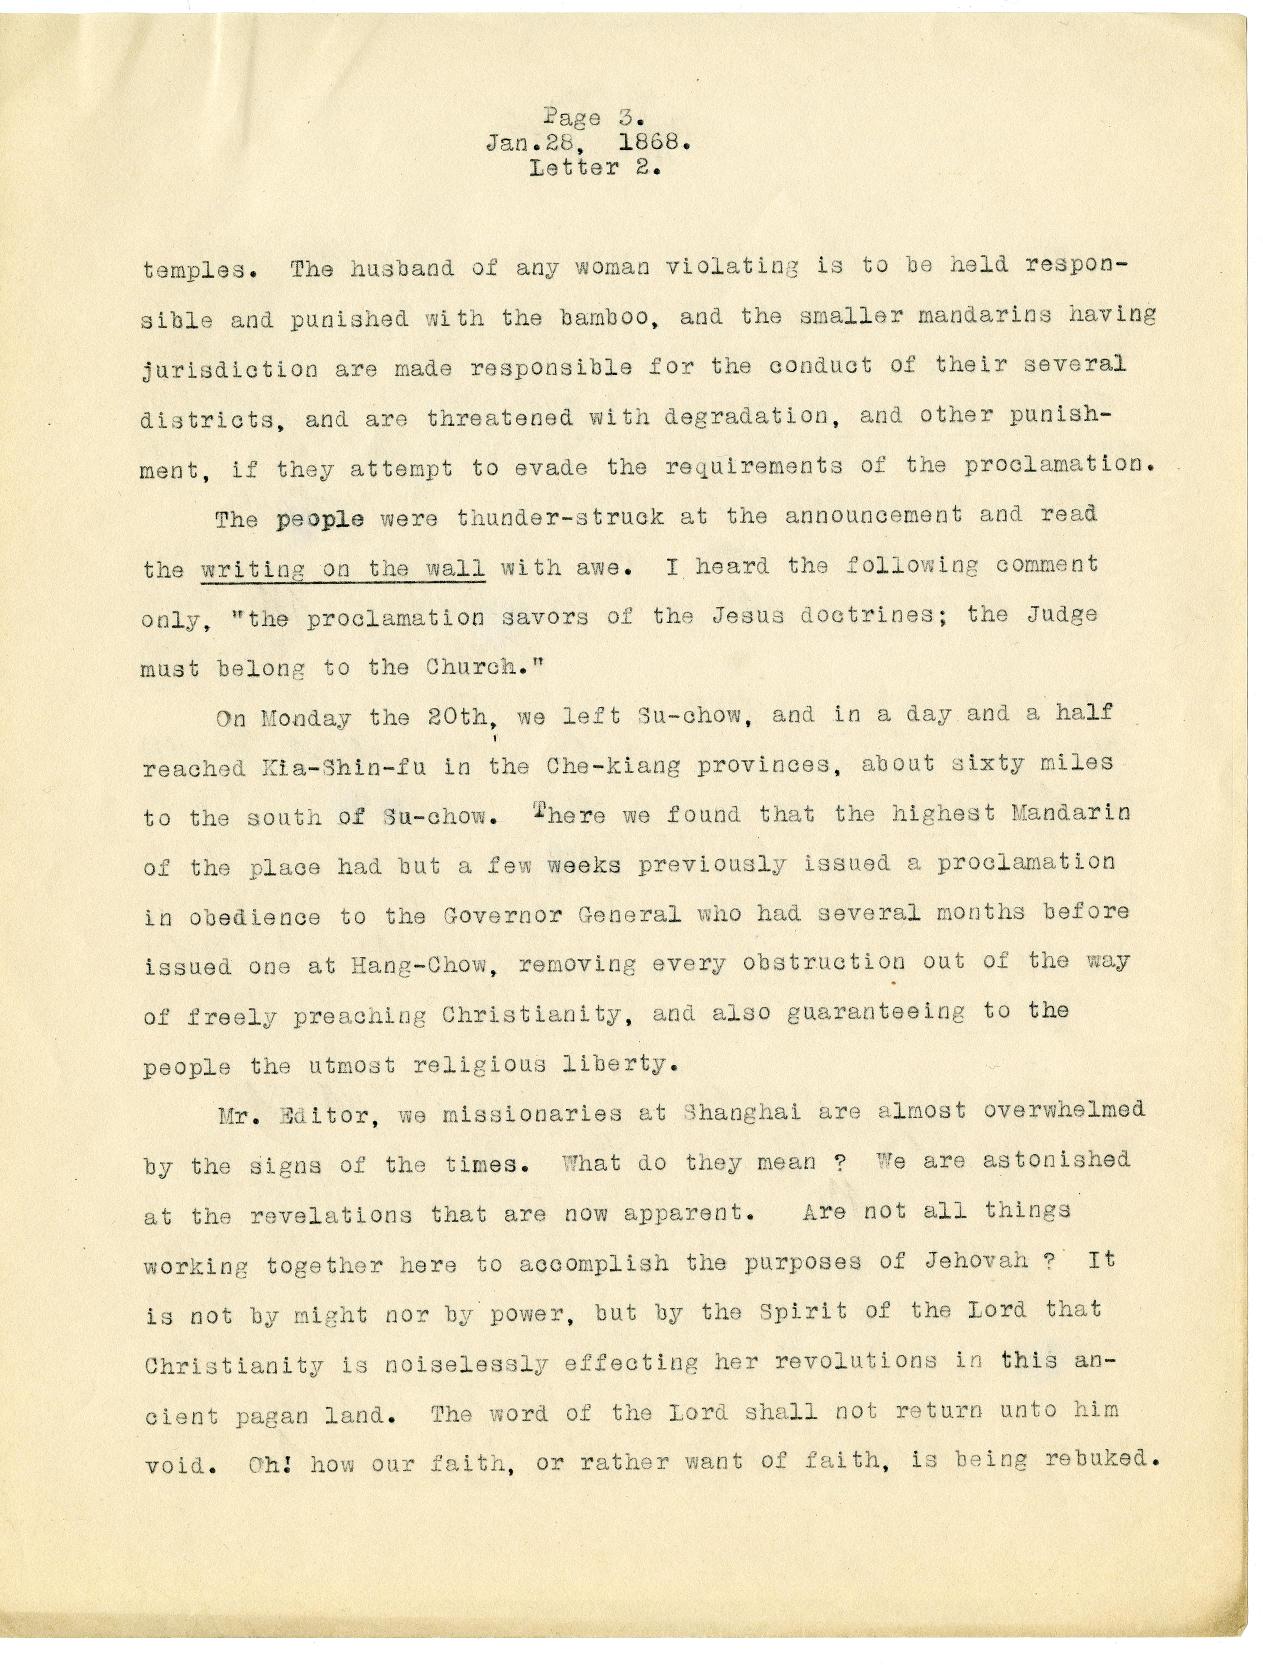 Page 3.
Jan.28, 1868.
Letter 2.
temples. The husband of any woman violating is to be held respon-
sible and punished with the bamboo, and the smaller mandarins having
jurisdiction are made responsible for the conduct of their several
districts, and are threatened with degradation, and other punish-
ment, if they attempt to evade the requirements of the proclamation.
The people were thunder-struck at the announcement and read
the writing on the wall with awe. I heard the following comment
only, "the proclamation savors of the Jesus doctrines; the Judge
must belong to the Church."
On Monday the 20th, we left Su-chow, and in a day and a half
reached Kia-Shin-fu in the Che-kiang provinces, about sixty miles
to the south of Su-chow. There we found that the highest Mandarin
of the place had but a few weeks previously issued a proclamation
in obedience to the Governor General who had several months before
issued one at Hang-Chow, removing every obstruction out of the way
of freely preaching Christianity, and also guaranteeing to the
people the utmost religious liberty.
Mr. Editor, we missionaries at Shanghai are almost overwhelmed
by the signs of the times. What do they mean ? We are astonished
at the revelations that are now apparent. Are not all things
working together here to accomplish the purposes of Jehovah ? It
is not by might nor by power, but by the Spirit of the Lord that
Christianity is noiselessly effecting her revolutions in this an-
cient pagan land. The word of the Lord shall not return unto him
void. Oh! how our faith, or rather want of faith, is being rebuked.